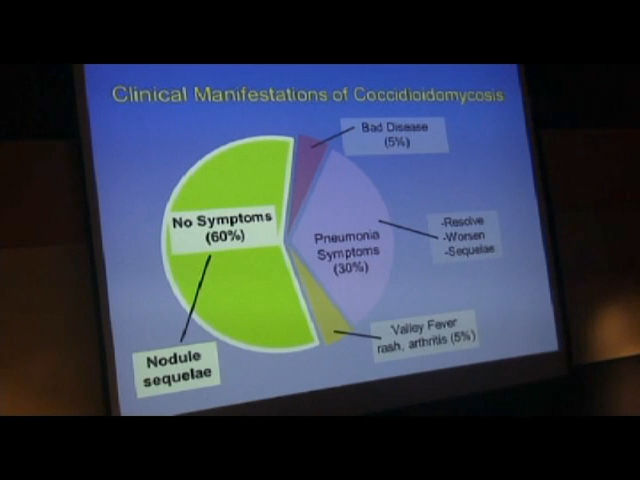 Clinical Manifestations of Coccidioidomycosis
Bad Disease
(5%)
No Symptoms
(60%)
Pneumonia
Symptoms
(30%)
-Resolve
-Worsen
-Sequelae
Valley Fever
rash, arthritis (5%)
Nodule
sequelae